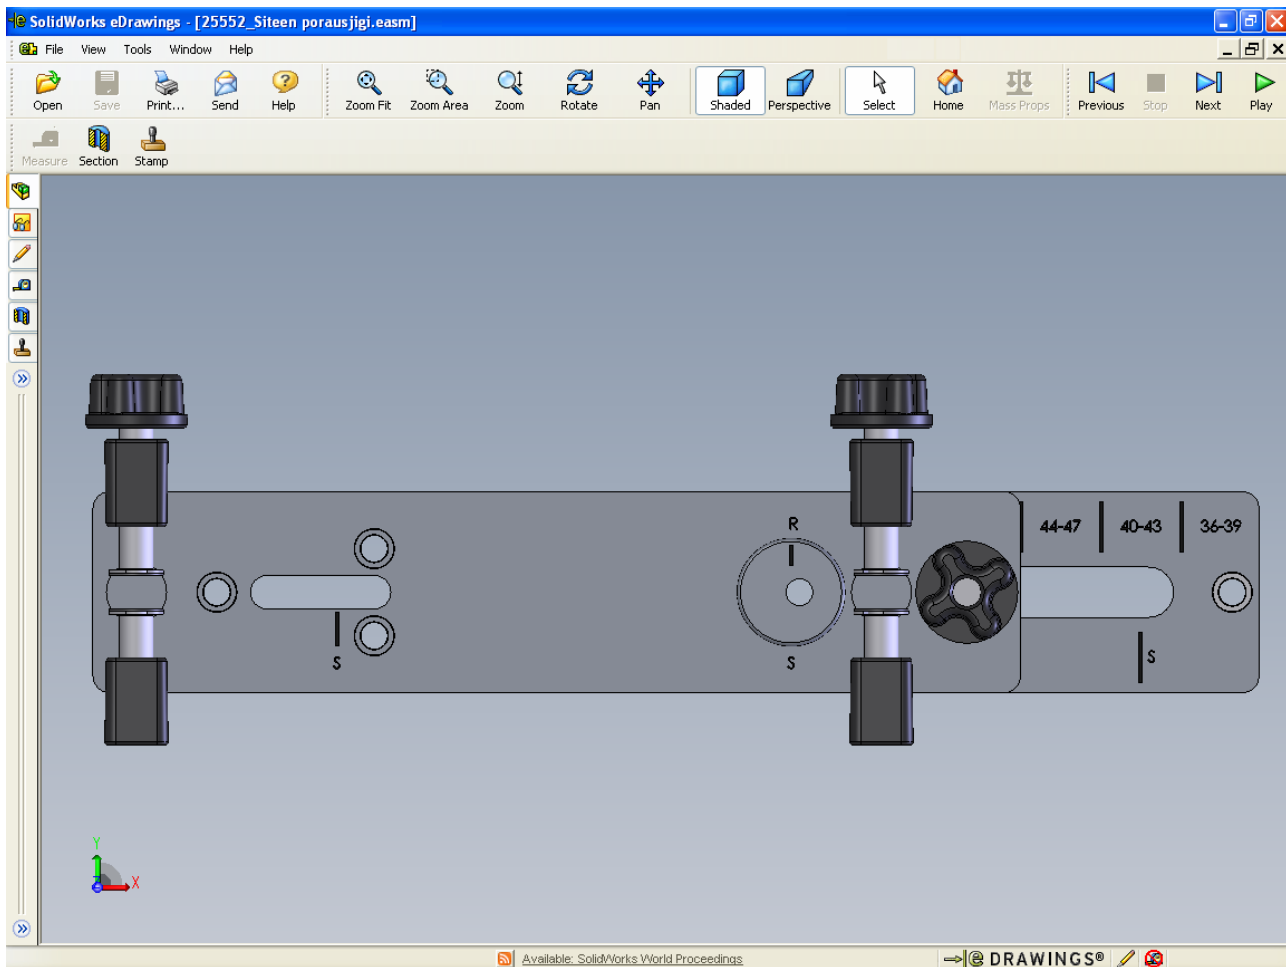 SolidWorks eDrawings - [25552_Siteen porausjigi.easm]
File View Tools Window Help
Open Save Print... Send Help Zoom Fit Zoom Area Zoom Rotate Pan Shaded Perspective Select Home Mass Props Previous Stop Next Play
Measure Section Stamp
R 44-47 40-43 36-39
S S S
Y
Z X
Available: SolidWorks World Proceedings e DRAWINGS®